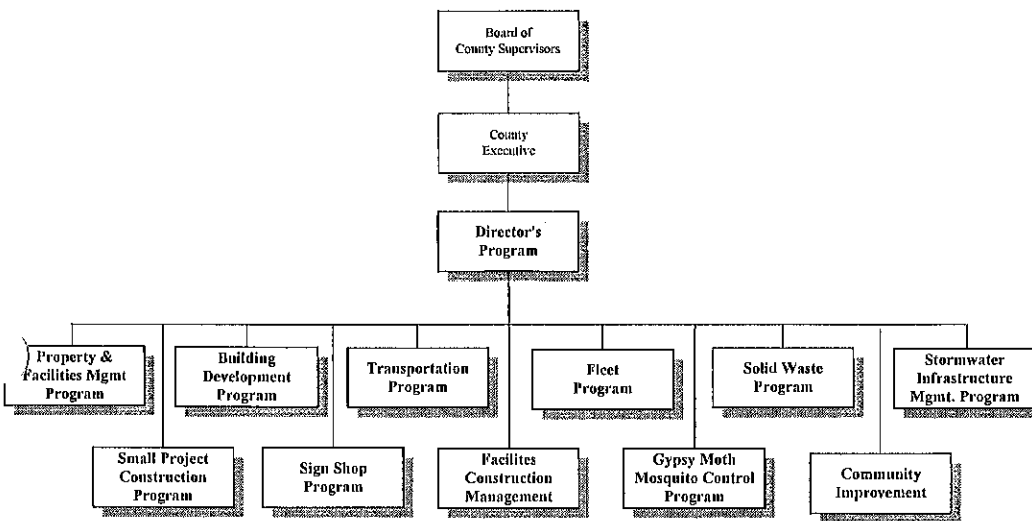 Board of
County Supervisors
County
Executive
Director's
Program
Property &
Facilities Mgmt
Program
Building
Development
Program
Transportation
Program
Fleet
Program
Solid Waste
Program
Stormwater
Infrastructure
Mgmt. Program
Small Project
Construction
Program
Sign Shop
Program
Facilites
Construction
Management
Gypsy Moth
Mosquito Control
Program
Community
Improvement